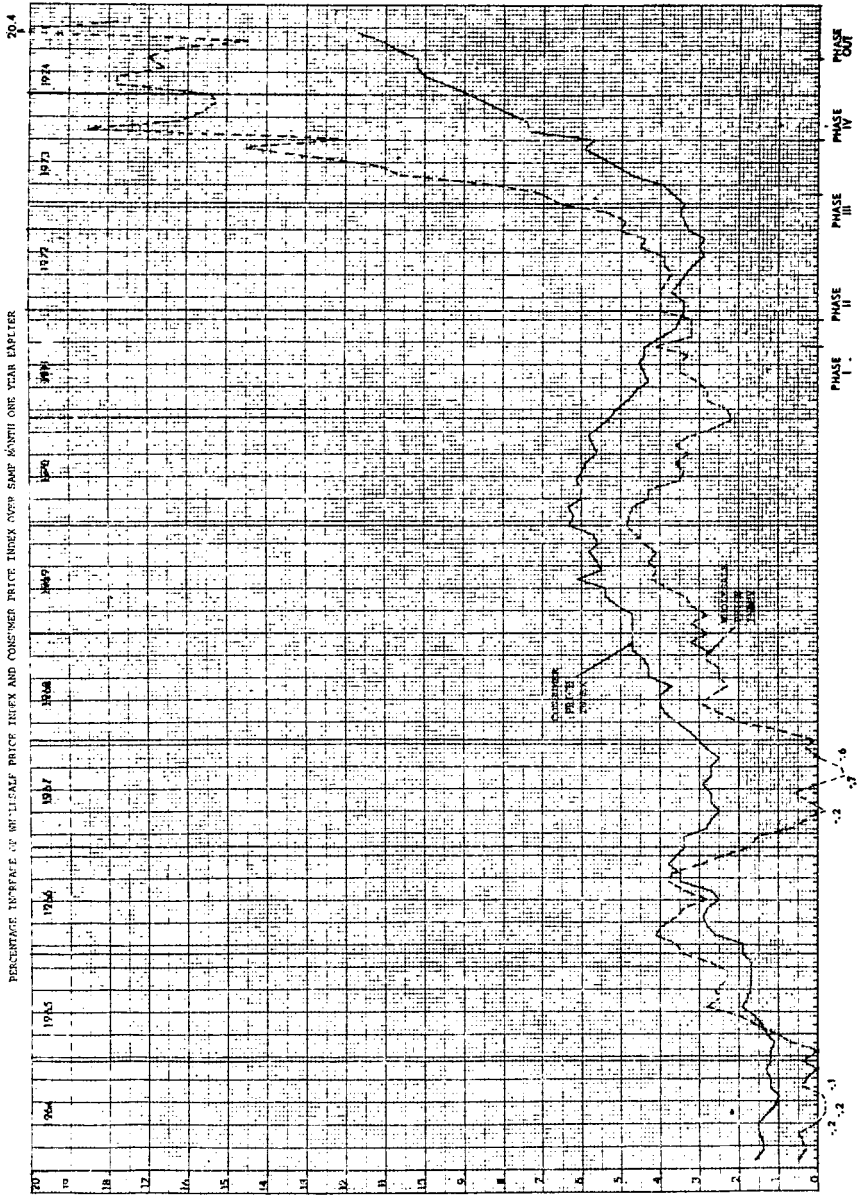 PERCENTAGE INCREASE OF WHOLESALE PRICE INDEX AND CONSUMER PRICE INDEX OVER SAME MONTH ONE YEAR EARLIER
20.4
1965
1966
1967
1968
1969
1970
1972
1973
1974
20
19
18
17
16
15
14
13
12
11
10
9
8
7
6
5
4
3
2
1
0
CONSUMER
PRICE
INDEX
WHOLESALE
PRICE
INDEX
-.2
-.2
-.1
-.2
-.7
-.6
PHASE
I
PHASE
II
PHASE
III
PHASE
IV
PHASE
OUT